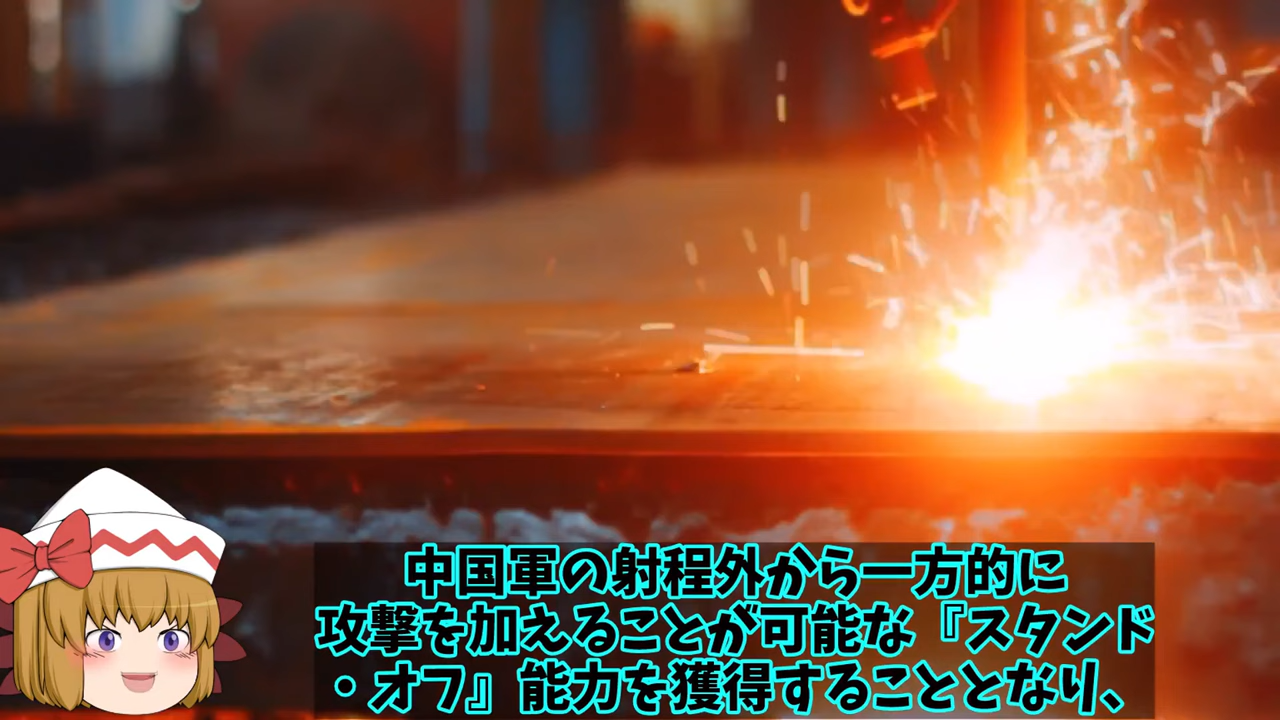 中国軍の射程外から一方的に
攻撃を加えることが可能な『スタンド
・オフ』能力を獲得することとなり、